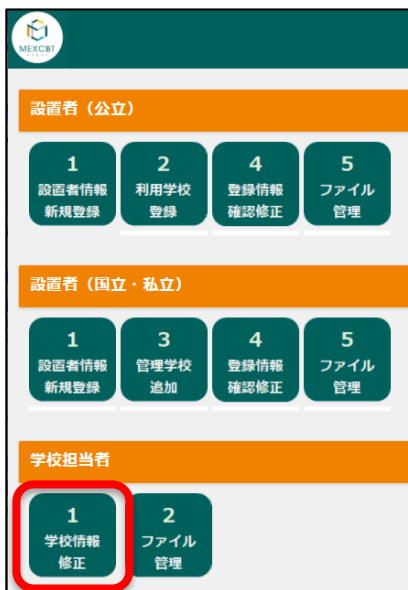 MEXCBT
設置者（公立）
1
設置者情報
新規登録
2
利用学校
登録
4
登録情報
確認修正
5
ファイル
管理
設置者（国立・私立）
1
設置者情報
新規登録
3
管理学校
追加
4
登録情報
確認修正
5
ファイル
管理
学校担当者
1
学校情報
修正
2
ファイル
管理